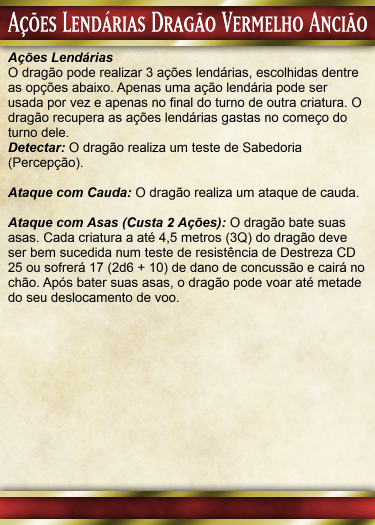 Ações Lendárias Dragão Vermelho Ancião
Ações Lendárias
O dragão pode realizar 3 ações lendárias, escolhidas dentre
as opções abaixo. Apenas uma ação lendária pode ser
usada por vez e apenas no final do turno de outra criatura. O
dragão recupera as ações lendárias gastas no começo do
turno dele.
Detectar: O dragão realiza um teste de Sabedoria
(Percepção).
Ataque com Cauda: O dragão realiza um ataque de cauda.
Ataque com Asas (Custa 2 Ações): O dragão bate suas
asas. Cada criatura a até 4,5 metros (3Q) do dragão deve
ser bem sucedida num teste de resistência de Destreza CD
25 ou sofrerá 17 (2d6 + 10) de dano de concussão e cairá no
chão. Após bater suas asas, o dragão pode voar até metade
do seu deslocamento de voo.